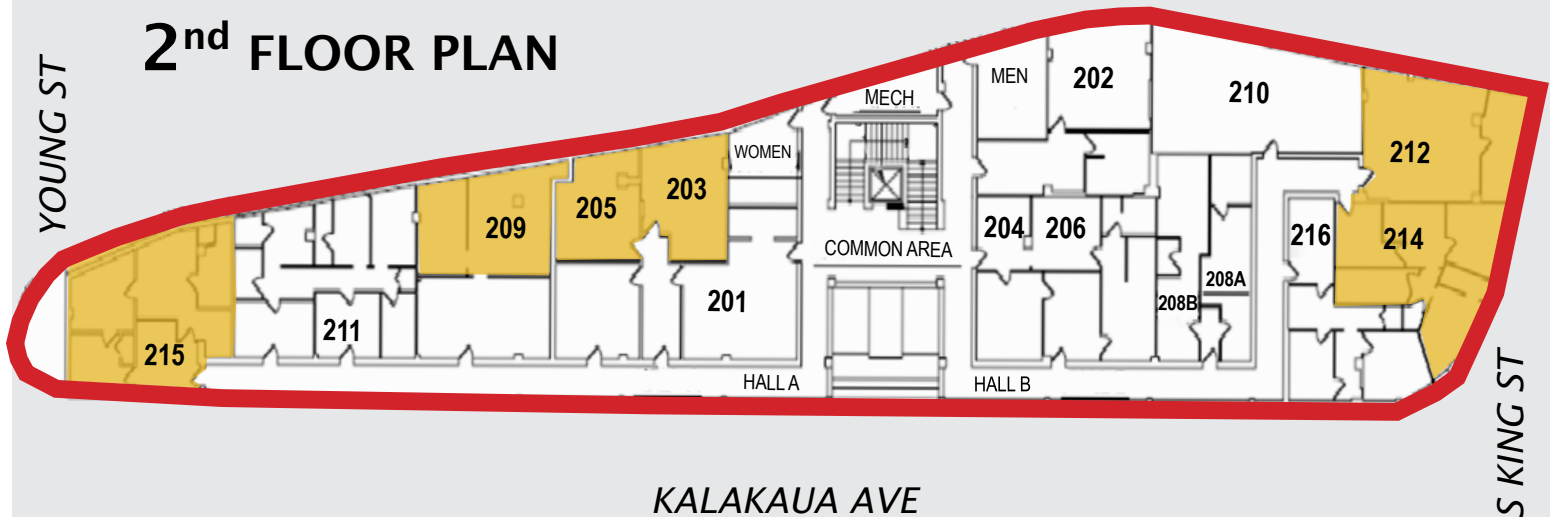 2nd FLOOR PLAN
YOUNG ST
MEN
202
MECH
210
212
WOMEN
203
205
209
204
206
216
214
COMMON AREA
208A
208B
201
211
215
HALL A
HALL B
S KING ST
KALAKAUA AVE